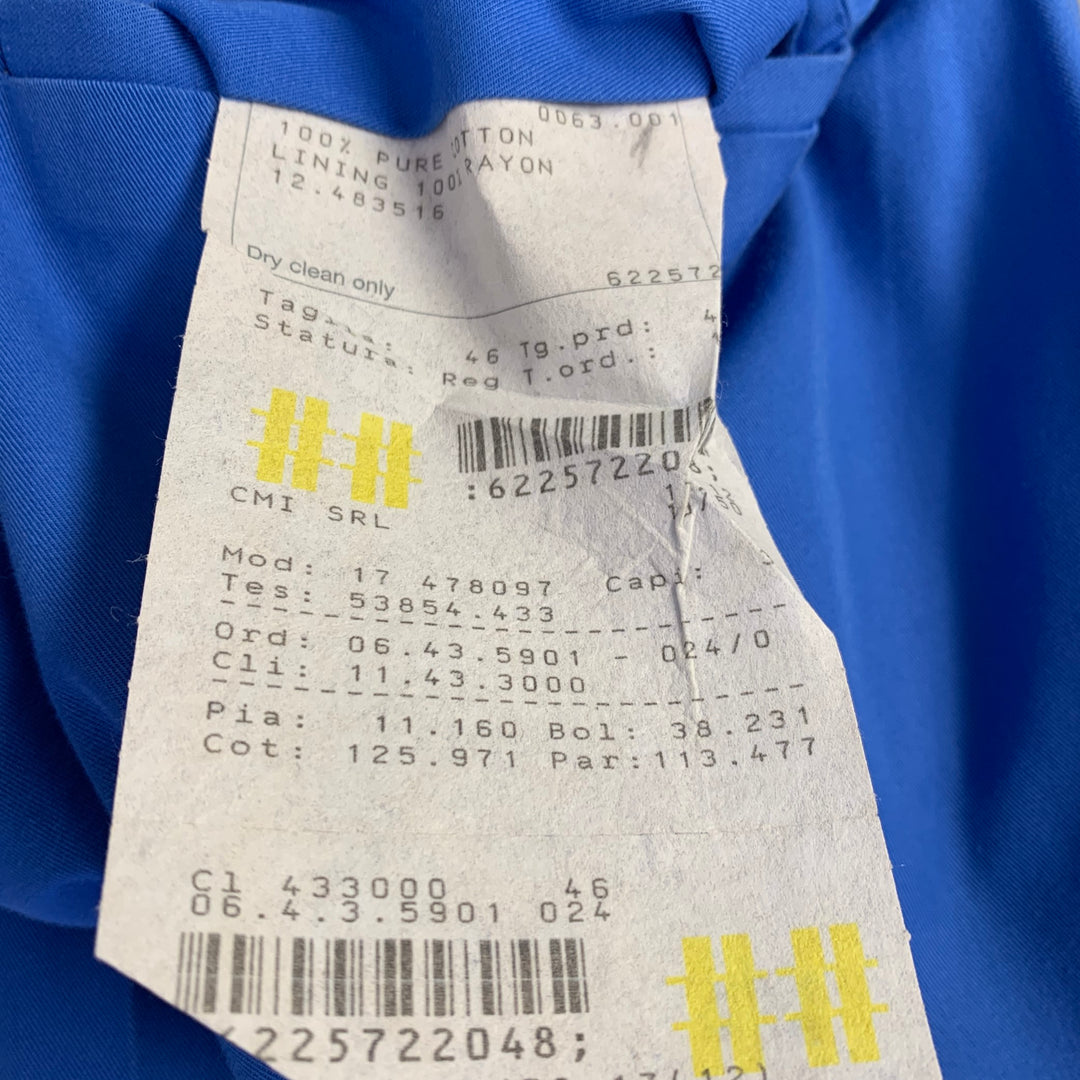 0063.001
100% PURE COTTON
LINING 100% RAYON
12.483516
Dry clean only
622572
Taglia: 46 Tg.prd: 4
Statura: Reg T.ord.:
:62257220
CMI SRL
Mod: 17 478097 Capi:
Tes: 53854.433
Ord: 06.43.5901 - 024/0
Cli: 11.43.3000
Pia: 11.160 Bol: 38.231
Cot: 125.971 Par:113.477
Cl 433000 46
06.4.3.5901 024
6225722048;